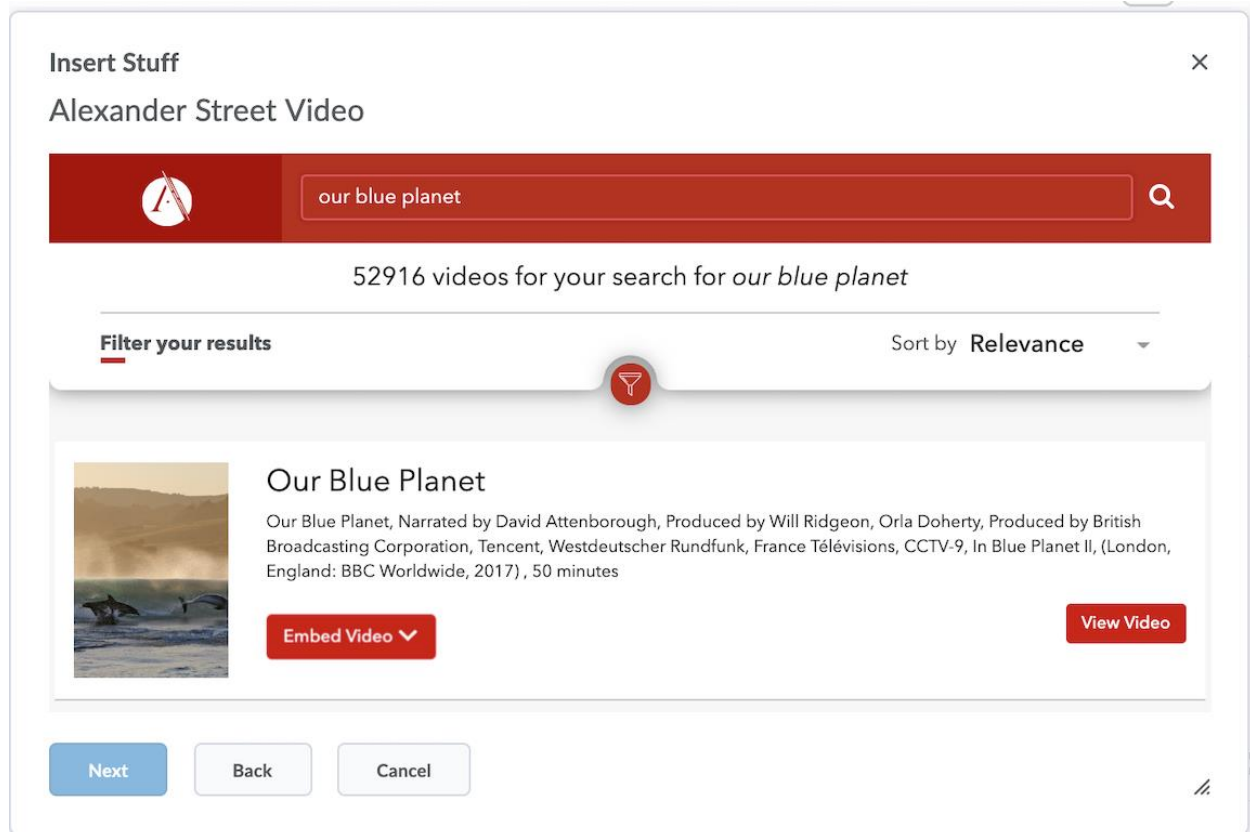 Insert Stuff
Alexander Street Video
A
our blue planet
52916 videos for your search for our blue planet
Filter your results
Sort by Relevance
Our Blue Planet
Our Blue Planet, Narrated by David Attenborough, Produced by Will Ridgeon, Orla Doherty, Produced by British
Broadcasting Corporation, Tencent, Westdeutscher Rundfunk, France Télévisions, CCTV-9, In Blue Planet II, (London,
England: BBC Worldwide, 2017) , 50 minutes
Embed Video
View Video
Next
Back
Cancel